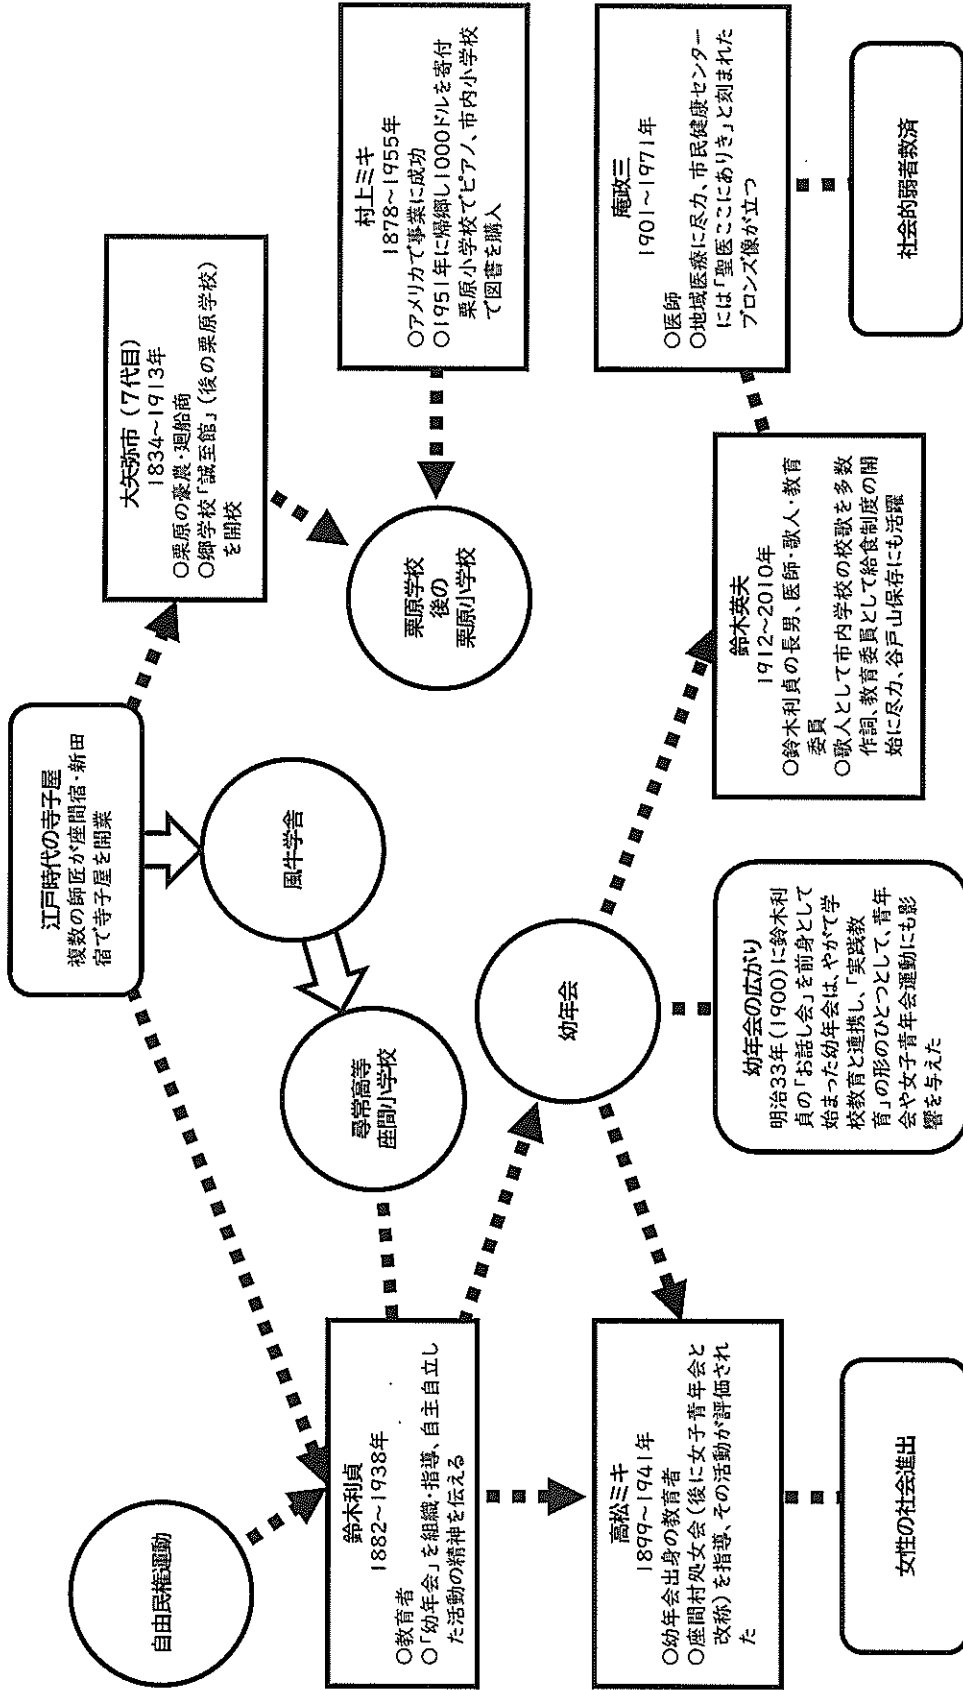 自由民権運動
江戸時代の寺子屋
複数の師匠が座間宿・新田
宿で寺子屋を開業
大矢弥市（7代目）
1834～1913年
○栗原の豪農・廻船商
○郷学校「誠至館」（後の栗原学校）
を開校
風牛学舎
尋常高等
座間小学校
栗原学校
後の
栗原小学校
村上ミキ
1878～1955年
○アメリカで事業に成功
○1951年に帰郷し1000ドルを寄付
栗原小学校でピアノ、市内小学校
で図書を購入
鈴木利貞
1882～1938年
○教育者
○「幼年会」を組織・指導、自主自立し
た活動の精神を伝える
幼年会
高松ミキ
1899～1941年
○幼年会出身の教育者
○座間村処女会（後に女子青年会と
改称）を指導、その活動が評価され
た
幼年会の広がり
明治33年（1900）に鈴木利
貞の「お話し会」を前身として
始まった幼年会は、やがて学
校教育と連携し、「実践教
育」の形のひとつとして、青年
会や女子青年会運動にも影
響を与えた
鈴木英夫
1912～2010年
○鈴木利貞の長男、医師・歌人・教育
委員
○歌人として市内学校の校歌を多数
作詞、教育委員として給食制度の開
始に尽力、谷戸山保存にも活躍
庵政三
1901～1971年
○医師
○地域医療に尽力、市民健康センター
には「聖医ここにありき」と刻まれた
ブロンズ像が立つ
女性の社会進出
社会的弱者救済